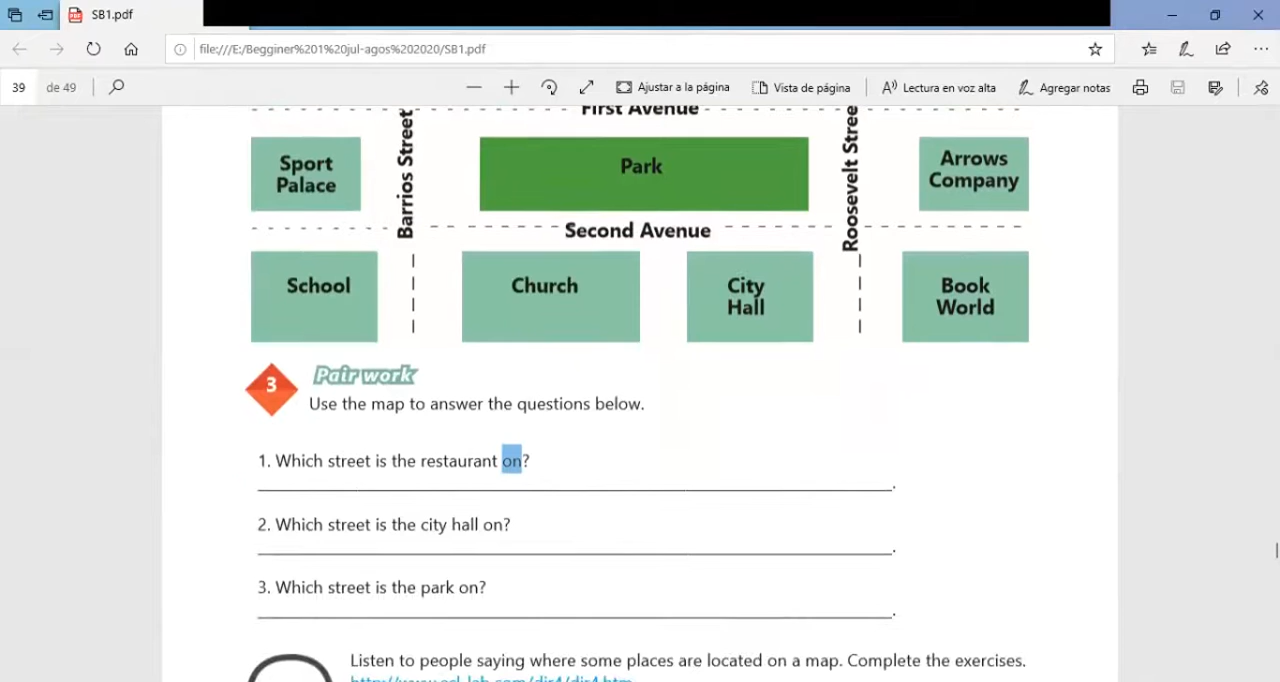 SB1.pdf
file:///E:/Begginer%201%20jul-agos%202020/SB1.pdf
39 de 49 Ajustar a la página Vista de página Lectura en voz alta Agregar notas
First Avenue
Sport
Palace
Barrios Street
Park
Roosevelt Stree
Arrows
Company
Second Avenue
School
Church
City
Hall
Book
World
3
Pair work
Use the map to answer the questions below.
1. Which street is the restaurant on?
2. Which street is the city hall on?
3. Which street is the park on?
Listen to people saying where some places are located on a map. Complete the exercises.